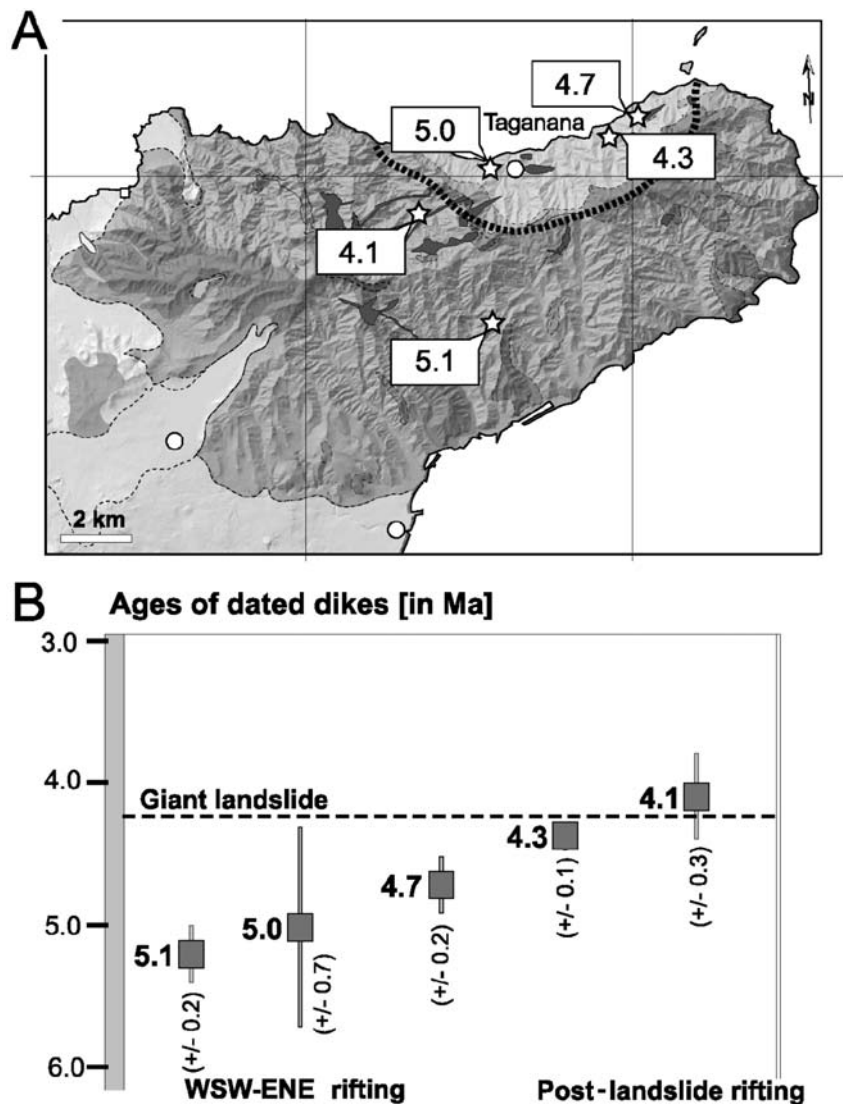 A
4.7
5.0
Taganana
N
4.3
4.1
5.1
2 km
B
Ages of dated dikes [in Ma]
3.0
4.0
Giant landslide
4.1
4.3
(+/- 0.3)
4.7
(+/- 0.1)
5.0
5.0
(+/- 0.2)
5.1
(+/- 0.7)
(+/- 0.2)
6.0
WSW-ENE rifting
Post-landslide rifting